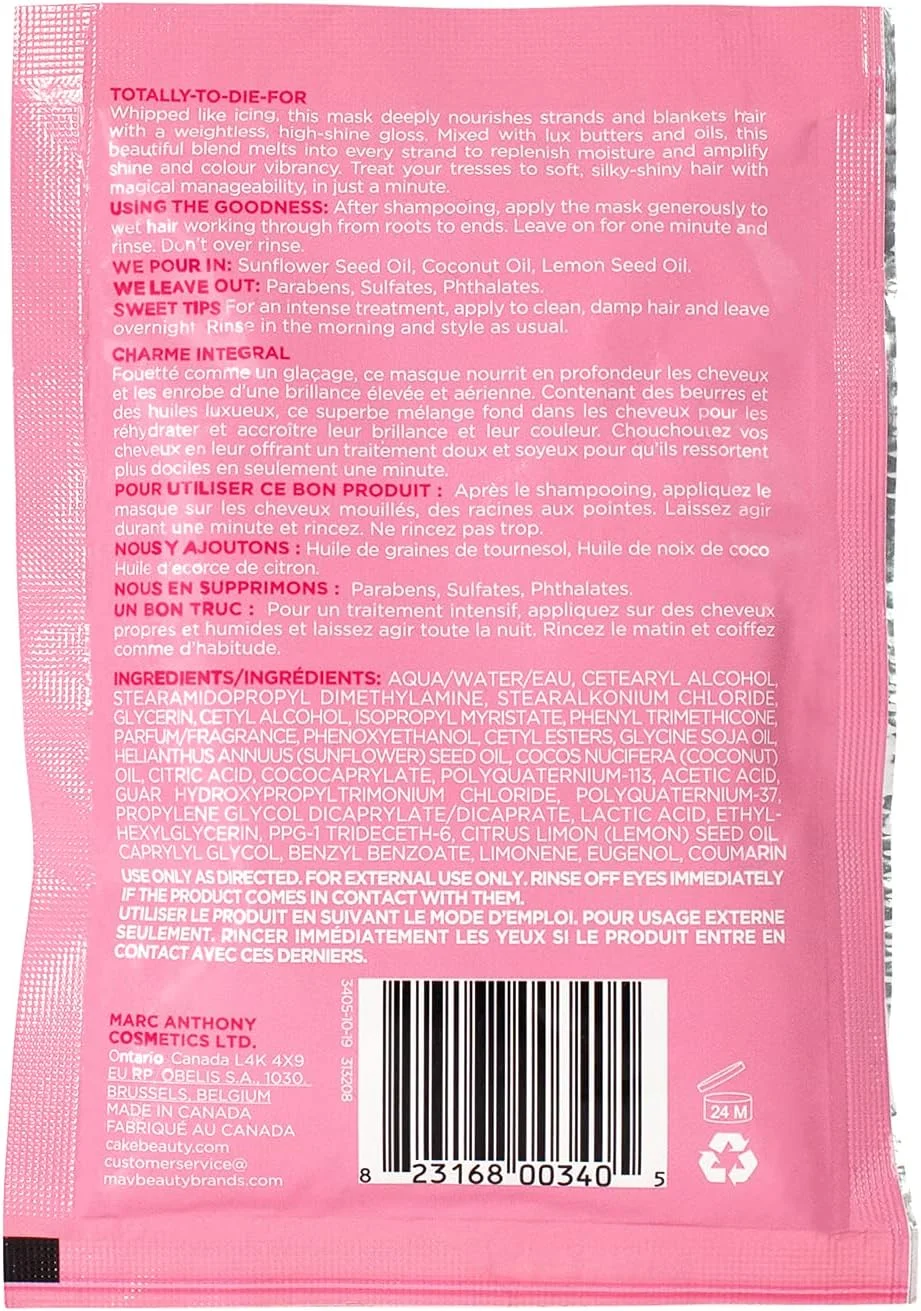 TOTALLY-TO-DIE-FOR
Whipped like icing, this mask deeply nourishes strands and blankets hair
with a weightless, high-shine gloss. Mixed with lux butters and oils, this
beautiful blend melts into every strand to replenish moisture and amplify
shine and colour vibrancy. Treat your tresses to soft, silky-shiny hair with
magical manageability, in just a minute.
USING THE GOODNESS: After shampooing, apply the mask generously to
wet hair working through from roots to ends. Leave on for one minute and
rinse. Don't over rinse.
WE POUR IN: Sunflower Seed Oil, Coconut Oil, Lemon Seed Oil.
WE LEAVE OUT: Parabens, Sulfates, Phthalates.
SWEET TIPS For an intense treatment, apply to clean, damp hair and leave
overnight Rinse in the morning and style as usual.
CHARME INTEGRAL
Fouetté comme un glaçage, ce masque nourrit en profondeur les cheveux
et les enrobe d'une brillance élevée et aérienne. Contenant des beurres et
des huiles luxueux, ce superbe mélange fond dans les cheveux pour les
réhydrater et accroître leur brillance et leur couleur. Chouchoutez vos
cheveux en leur offrant un traitement doux et soyeux pour qu'ils ressortent
plus dociles en seulement une minute.
POUR UTILISER CE BON PRODUIT : Après le shampooing, appliquez le
masque sur les cheveux mouillés, des racines aux pointes. Laissez agir
durant une minute et rincez. Ne rincez pas trop.
NOUS Y AJOUTONS : Huile de graines de tournesol, Huile de noix de coco
Huile d'ecorce de citron.
NOUS EN SUPPRIMONS : Parabens, Sulfates, Phthalates.
UN BON TRUC : Pour un traitement intensif, appliquez sur des cheveux
propres et humides et laissez agir toute la nuit. Rincez le matin et coiffez
comme d'habitude.
INGREDIENTS/INGRÉDIENTS: AQUA/WATER/EAU, CETEARYL ALCOHOL,
STEARAMIDOPROPYL DIMETHYLAMINE, STEARALKONIUM CHLORIDE,
GLYCERIN, CETYL ALCOHOL, ISOPROPYL MYRISTATE, PHENYL TRIMETHICONE,
PARFUM/FRAGRANCE, PHENOXYETHANOL, CETYL ESTERS, GLYCINE SOJA OIL,
HELIANTHUS ANNUUS (SUNFLOWER) SEED OIL, COCOS NUCIFERA (COCONUT)
OIL, CITRIC ACID, COCOCAPRYLATE, POLYQUATERNIUM-113, ACETIC ACID,
GUAR HYDROXYPROPYLTRIMONIUM CHLORIDE, POLYQUATERNIUM-37,
PROPYLENE GLYCOL DICAPRYLATE/DICAPRATE, LACTIC ACID, ETHYL-
HEXYLGLYCERIN, PPG-1 TRIDECETH-6, CITRUS LIMON (LEMON) SEED OIL,
CAPRYLYL GLYCOL, BENZYL BENZOATE, LIMONENE, EUGENOL, COUMARIN
USE ONLY AS DIRECTED. FOR EXTERNAL USE ONLY. RINSE OFF EYES IMMEDIATELY
IF THE PRODUCT COMES IN CONTACT WITH THEM.
UTILISER LE PRODUIT EN SUIVANT LE MODE D'EMPLOI. POUR USAGE EXTERNE
SEULEMENT. RINCER IMMÉDIATEMENT LES YEUX SI LE PRODUIT ENTRE EN
CONTACT AVEC CES DERNIERS.
MARC ANTHONY
COSMETICS LTD.
Ontario Canada L4K 4X9
EU RP. OBELIS S.A., 1030,
BRUSSELS, BELGIUM
MADE IN CANADA
FABRIQUÉ AU CANADA
cakebeauty.com
customerservice@
mavbeautybrands.com
3405-10-19 313208
8 23168 00340 5
24 M